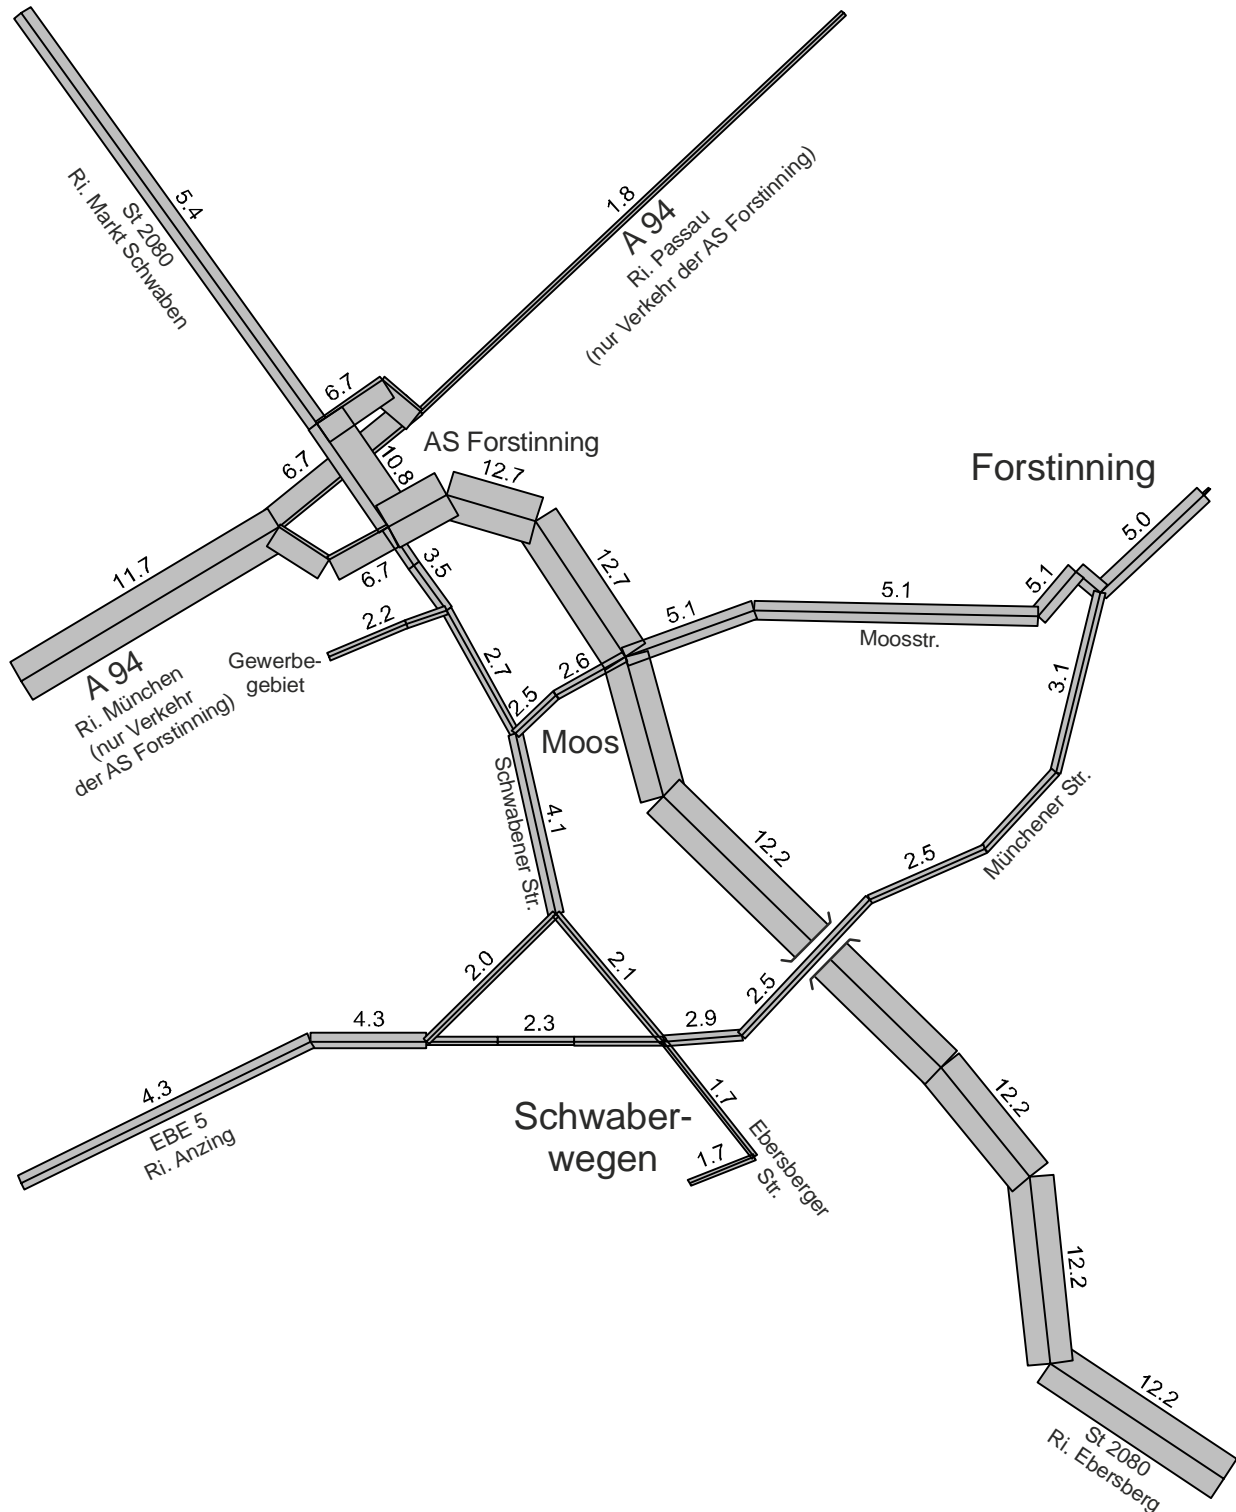 5.4
St 2080
Ri. Markt Schwaben
1.8
A 94
Ri. Passau
(nur Verkehr der AS Forstinning)
6.7
6.7
10.8
AS Forstinning
12.7
Forstinning
5.0
11.7
6.7
3.5
12.7
5.1
5.1
5.1
Moosstr.
2.2
Gewerbe-
gebiet
A 94
Ri. München
(nur Verkehr
der AS Forstinning)
2.7
2.6
2.5
Moos
3.1
Schwabener Str.
4.1
12.2
2.5
Münchener Str.
2.0
2.1
2.5
4.3
2.3
2.9
4.3
EBE 5
Ri. Anzing
Schwaber-
wegen
1.7
1.7
Ebersberger
Str.
12.2
12.2
12.2
St 2080
Ri. Ebersberg